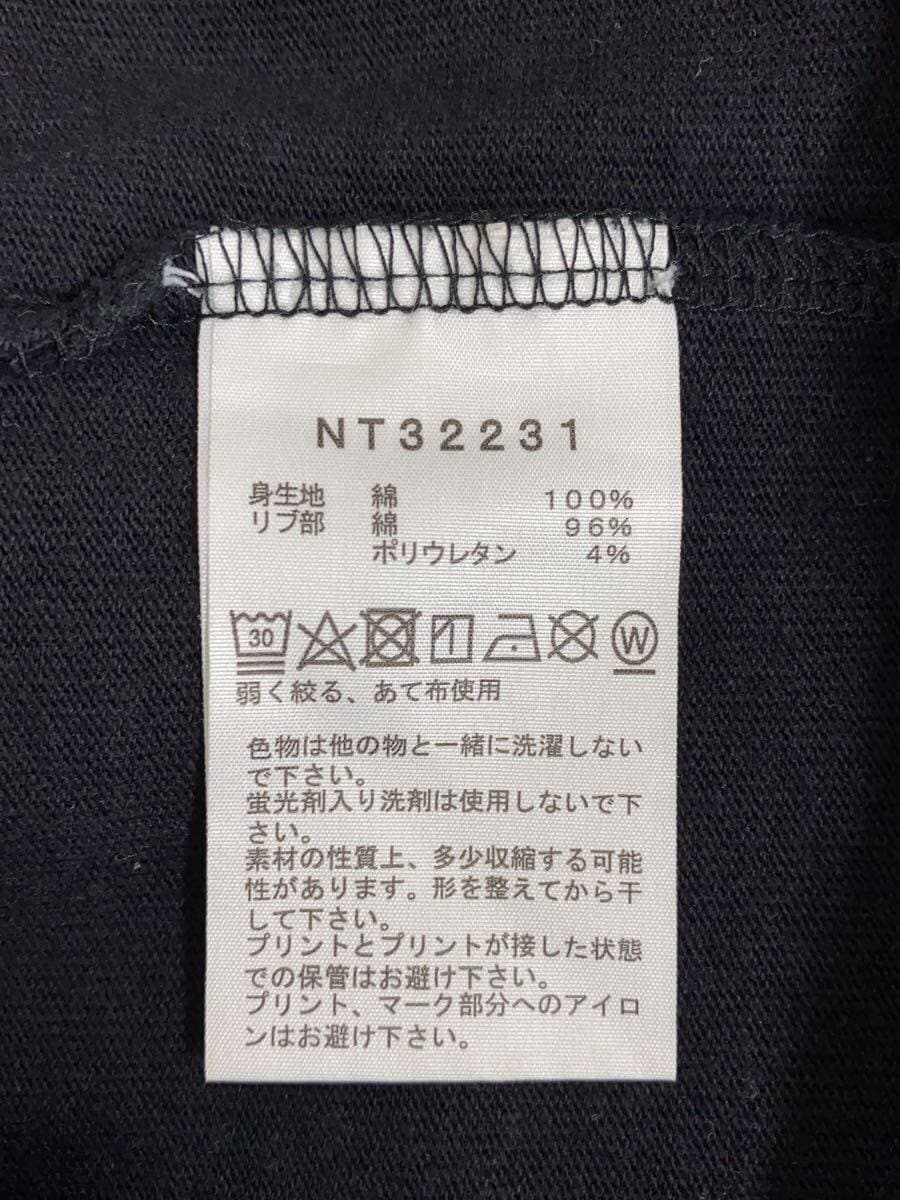 NT32231
身生地 綿 100%
リブ部 綿 96%
ポリウレタン 4%
30 W
弱く絞る、あて布使用
色物は他の物と一緒に洗濯しない
で下さい。
蛍光剤入り洗剤は使用しないで下
さい。
素材の性質上、多少収縮する可能
性があります。形を整えてから干
して下さい。
プリントとプリントが接した状態
での保管はお避け下さい。
プリント、マーク部分へのアイロ
ンはお避け下さい。